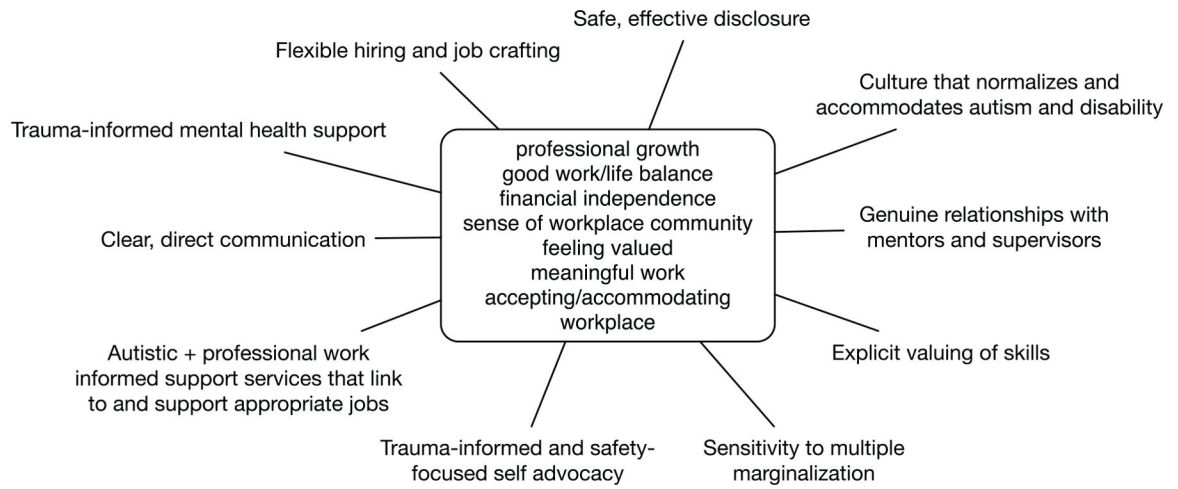 Safe, effective disclosure
Flexible hiring and job crafting
Culture that normalizes and
accommodates autism and disability
Trauma-informed mental health support
professional growth
good work/life balance
financial independence
sense of workplace community
feeling valued
meaningful work
accepting/accommodating
workplace
Genuine relationships with
mentors and supervisors
Clear, direct communication
Autistic + professional work
informed support services that link
to and support appropriate jobs
Explicit valuing of skills
Trauma-informed and safety-
focused self advocacy
Sensitivity to multiple
marginalization